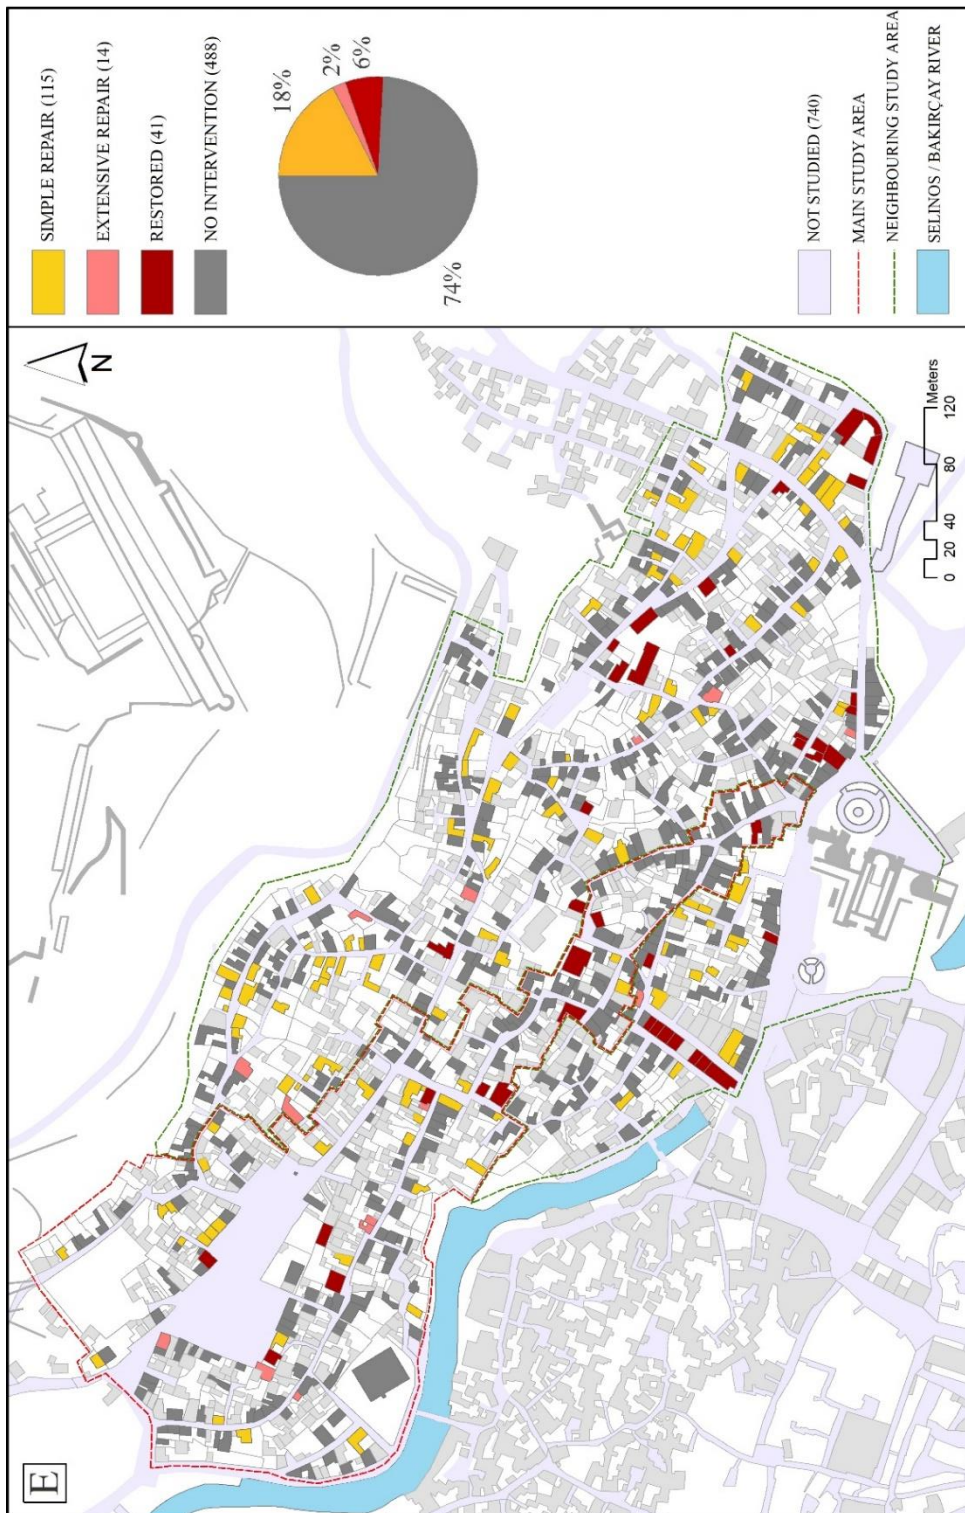 E
N
0 20 40 80 120
Meters
SIMPLE REPAIR (115)
EXTENSIVE REPAIR (14)
RESTORED (41)
NO INTERVENTION (488)
18%
2%
6%
74%
NOT STUDIED (740)
MAIN STUDY AREA
NEIGHBOURING STUDY AREA
SELINOS / BAKIRÇAY RIVER